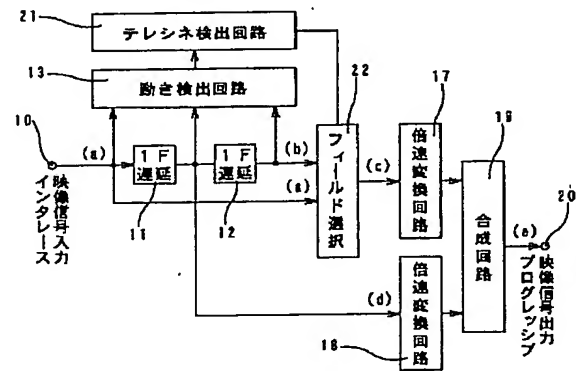 21
テレシネ検出回路
13
動き検出回路
10
(a)
映像信号入力
インタレース
1F
遅延
11
1F
遅延
12
(b)
(a)
22
フィールド選択
(c)
17
倍速変換回路
(d)
18
倍速変換回路
19
合成回路
(e)
20
映像信号出力
プログレッシブ